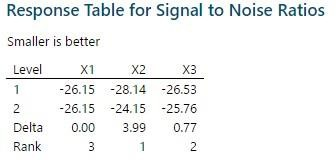 Response Table for Signal to Noise Ratios
Smaller is better
Level X1 X2 X3
1 -26.15 -28.14 -26.53
2 -26.15 -24.15 -25.76
Delta 0.00 3.99 0.77
Rank 3 1 2